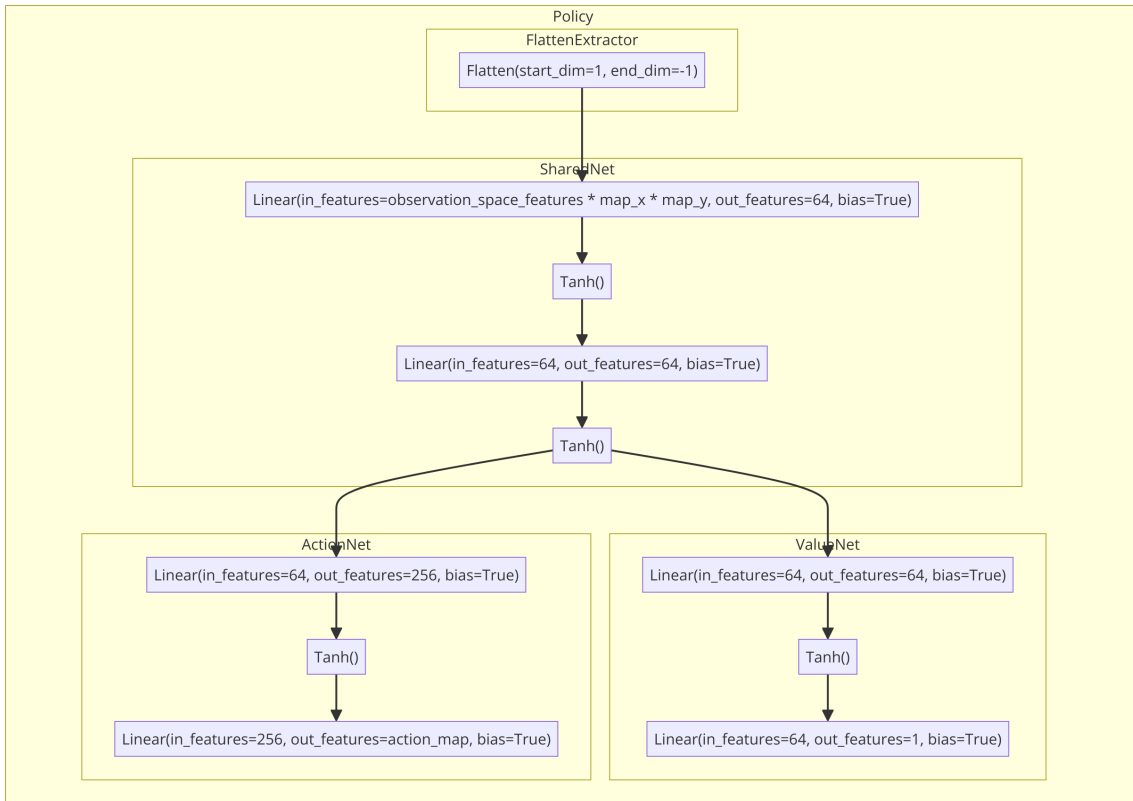 Policy
FlattenExtractor
Flatten(start_dim=1, end_dim=-1)
SharedNet
Linear(in_features=observation_space_features * map_x * map_y, out_features=64, bias=True)
Tanh()
Linear(in_features=64, out_features=64, bias=True)
Tanh()
ActionNet
Linear(in_features=64, out_features=256, bias=True)
Tanh()
Linear(in_features=256, out_features=action_map, bias=True)
ValueNet
Linear(in_features=64, out_features=64, bias=True)
Tanh()
Linear(in_features=64, out_features=1, bias=True)